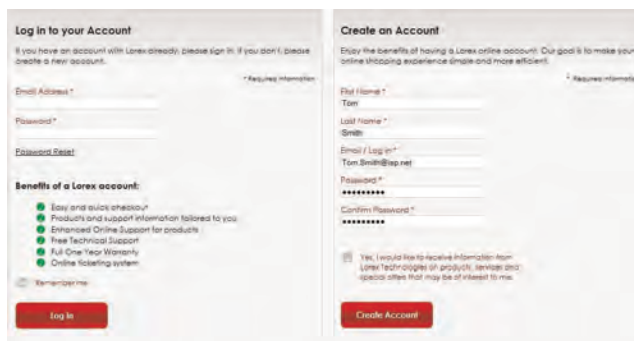 Log in to your Account
If you have an account with Lorex already, please sign in. If you don't, please
create a new account.
* Required information
Email Address *
Password *
Password Reset
Benefits of a Lorex account:
Easy and quick checkout
Products and support information tailored to you
Enhanced Online Support for products
Free Technical Support
Full One Year Warranty
Online ticketing system
Remember me
Log In
Create an Account
Enjoy the benefits of having a Lorex online account. Our goal is to make your
online shopping experience simple and more efficient.
* Required information
First Name *
Tom
Last Name *
Smith
Email / Log in *
Tom.Smith@isp.net
Password *
•••••••••
Confirm Password *
•••••••••
Yes, I would like to receive information from
Lorex Technologies on products, services and
special offers that may be of interest to me.
Create Account